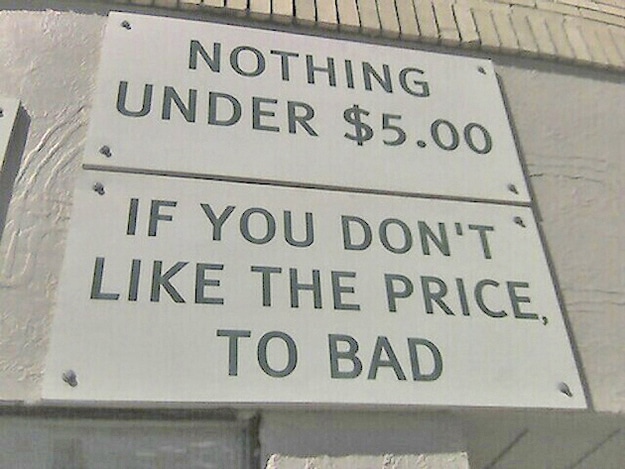 NOTHING
UNDER $5.00
IF YOU DON'T
LIKE THE PRICE,
TO BAD